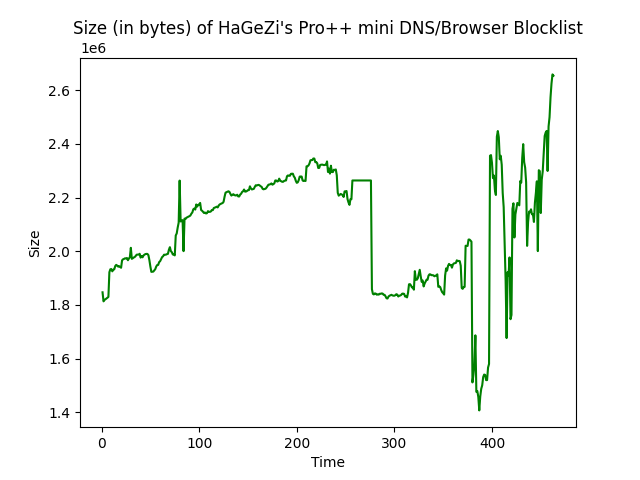 Size (in bytes) of HaGeZi's Pro++ mini DNS/Browser Blocklist
1e6
2.6
2.4
2.2
2.0
1.8
1.6
1.4
Size
0 100 200 300 400
Time